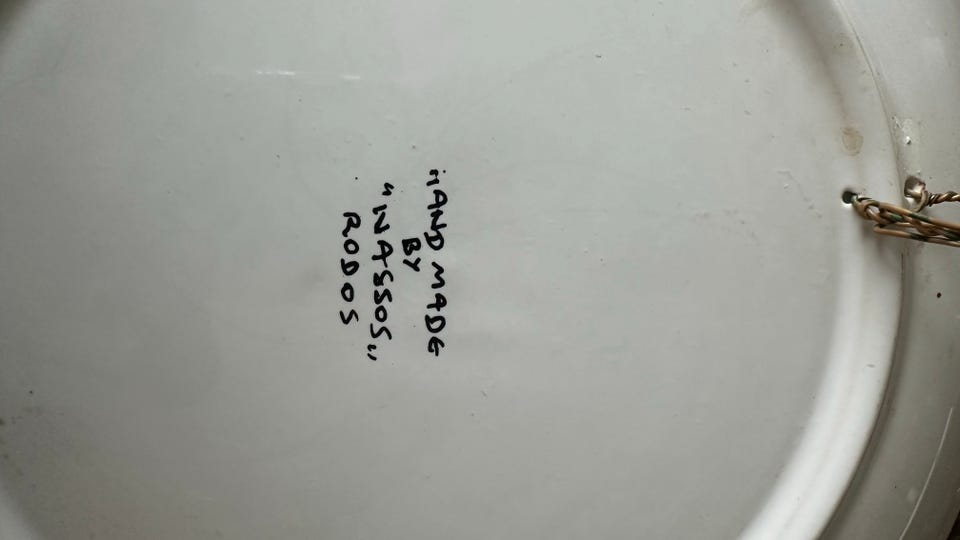 HAND MADE
BY
"INASSOS"
RODOS